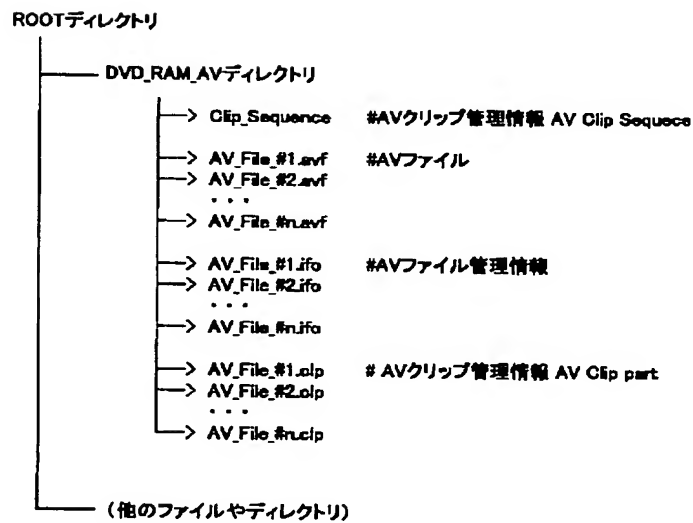 ROOTディレクトリ
DVD_RAM_AVディレクトリ
Clip_Sequence #AVクリップ管理情報 AV Clip Sequece
AV_File_#1.avf #AVファイル
AV_File_#2.avf
・・・
AV_File_#n.avf
AV_File_#1.ifo #AVファイル管理情報
AV_File_#2.ifo
・・・
AV_File_#n.ifo
AV_File_#1.clp # AVクリップ管理情報 AV Clip part
AV_File_#2.clp
・・・
AV_File_#n.clp
(他のファイルやディレクトリ)